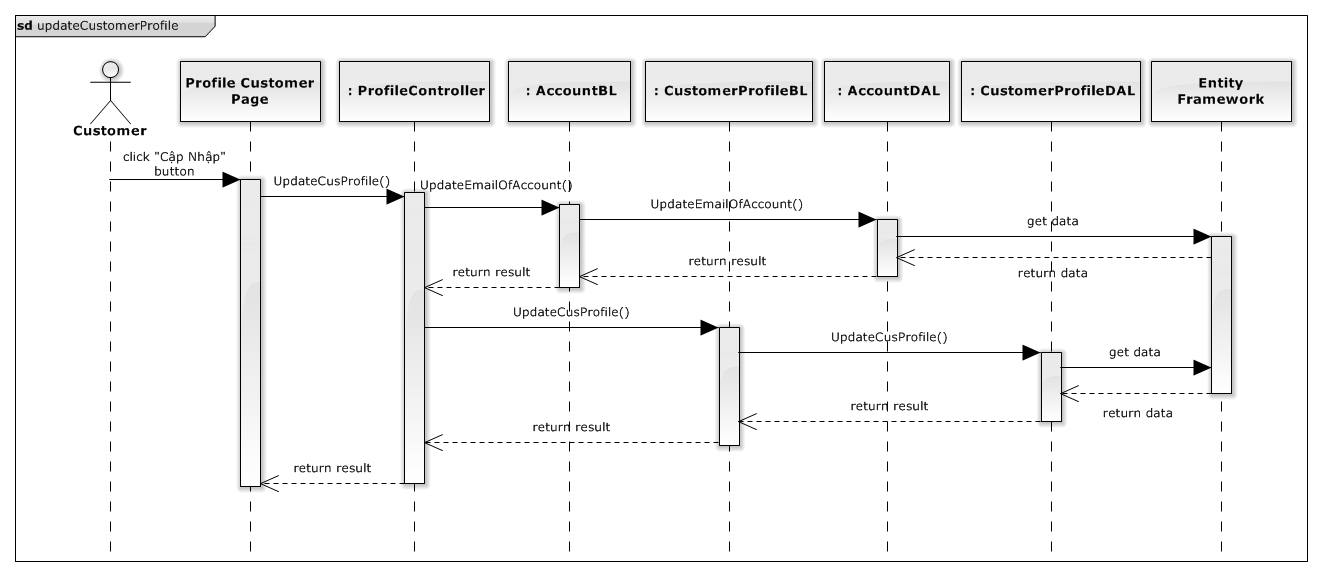 sd updateCustomerProfile
Profile Customer
Page
: ProfileController
: AccountBL
: CustomerProfileBL
: AccountDAL
: CustomerProfileDAL
Entity
Framework
Customer
click "Cập Nhập"
button
UpdateCusProfile()
UpdateEmailOfAccount()
UpdateEmailOfAccount()
get data
return data
return result
return result
UpdateCusProfile()
UpdateCusProfile()
get data
return data
return result
return result
return result